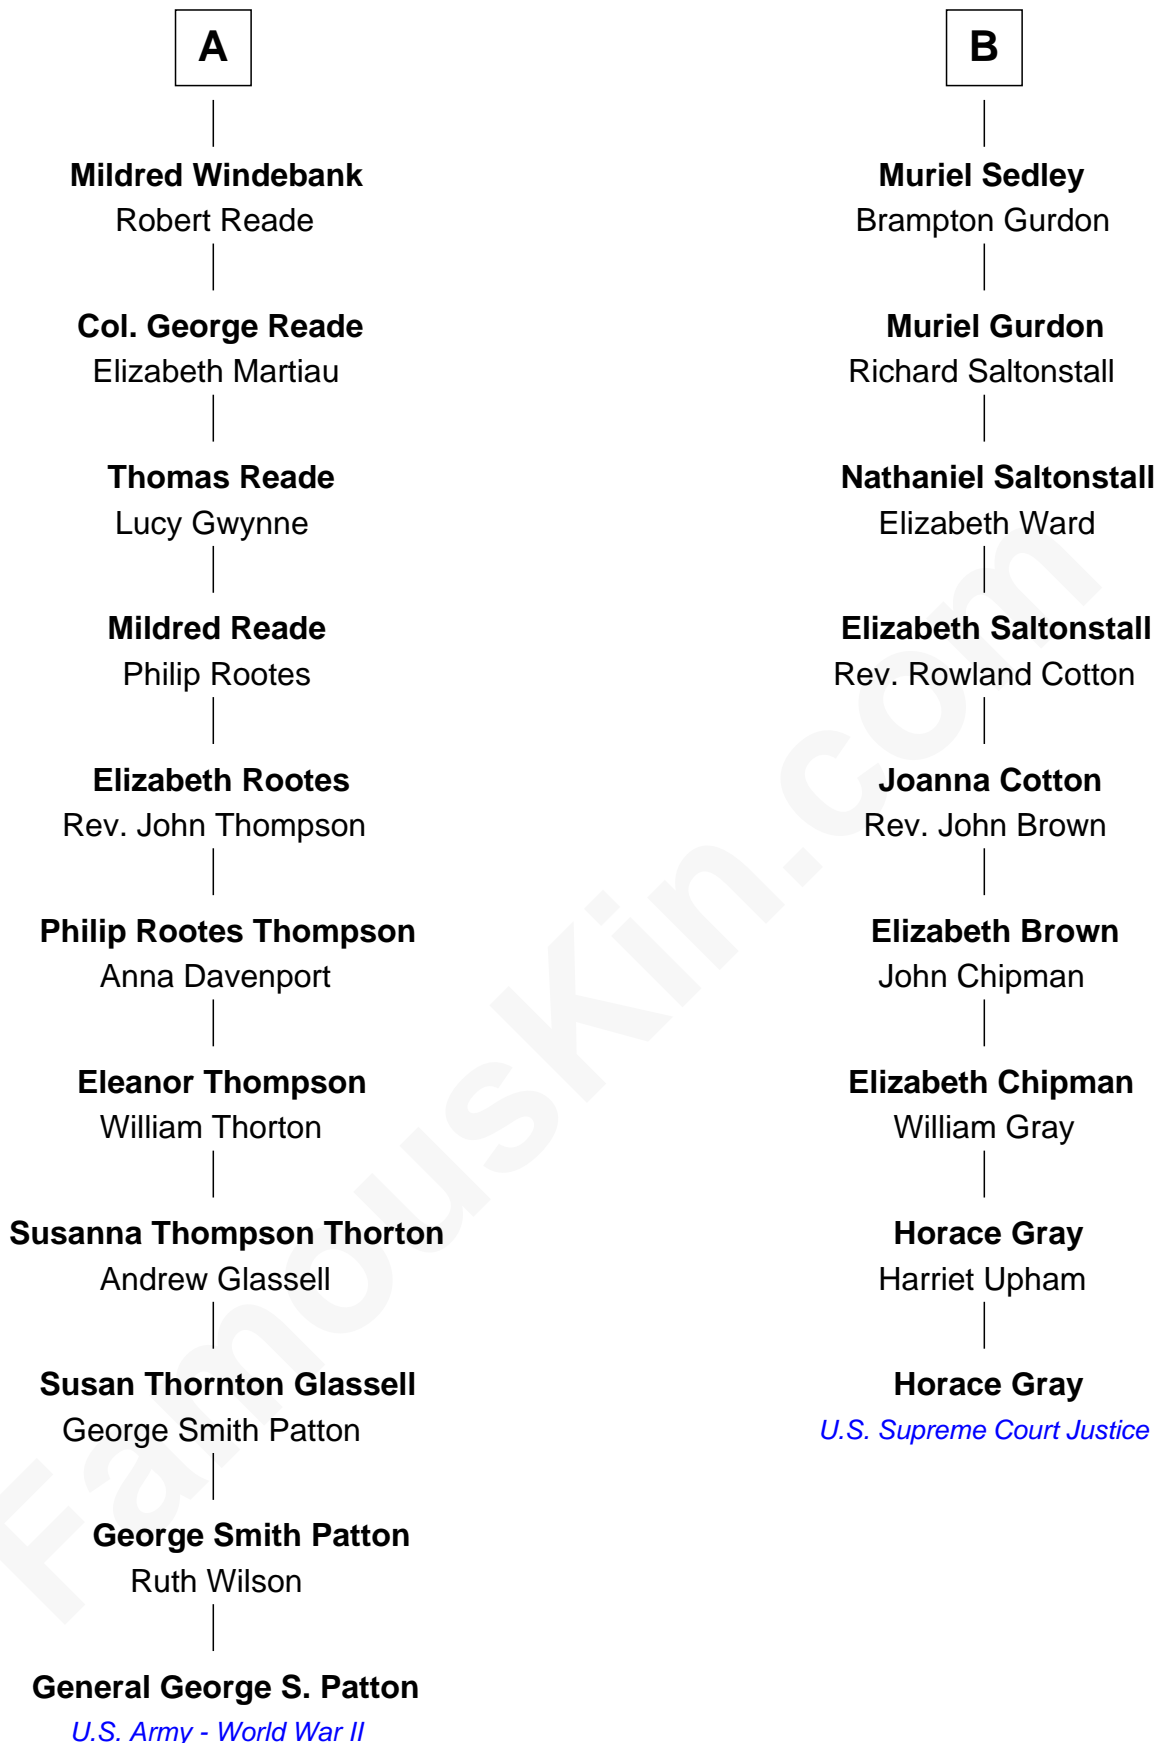 A
Mildred Windebank
Robert Reade
Col. George Reade
Elizabeth Martiau
Thomas Reade
Lucy Gwynne
Mildred Reade
Philip Rootes
Elizabeth Rootes
Rev. John Thompson
Philip Rootes Thompson
Anna Davenport
Eleanor Thompson
William Thorton
Susanna Thompson Thorton
Andrew Glassell
Susan Thornton Glassell
George Smith Patton
George Smith Patton
Ruth Wilson
General George S. Patton
U.S. Army - World War II
B
Muriel Sedley
Brampton Gurdon
Muriel Gurdon
Richard Saltonstall
Nathaniel Saltonstall
Elizabeth Ward
Elizabeth Saltonstall
Rev. Rowland Cotton
Joanna Cotton
Rev. John Brown
Elizabeth Brown
John Chipman
Elizabeth Chipman
William Gray
Horace Gray
Harriet Upham
Horace Gray
U.S. Supreme Court Justice
FamousKin.com